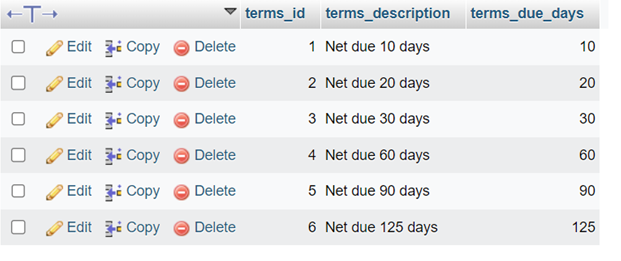 terms_id terms_description terms_due_days
Edit Copy Delete 1 Net due 10 days 10
Edit Copy Delete 2 Net due 20 days 20
Edit Copy Delete 3 Net due 30 days 30
Edit Copy Delete 4 Net due 60 days 60
Edit Copy Delete 5 Net due 90 days 90
Edit Copy Delete 6 Net due 125 days 125